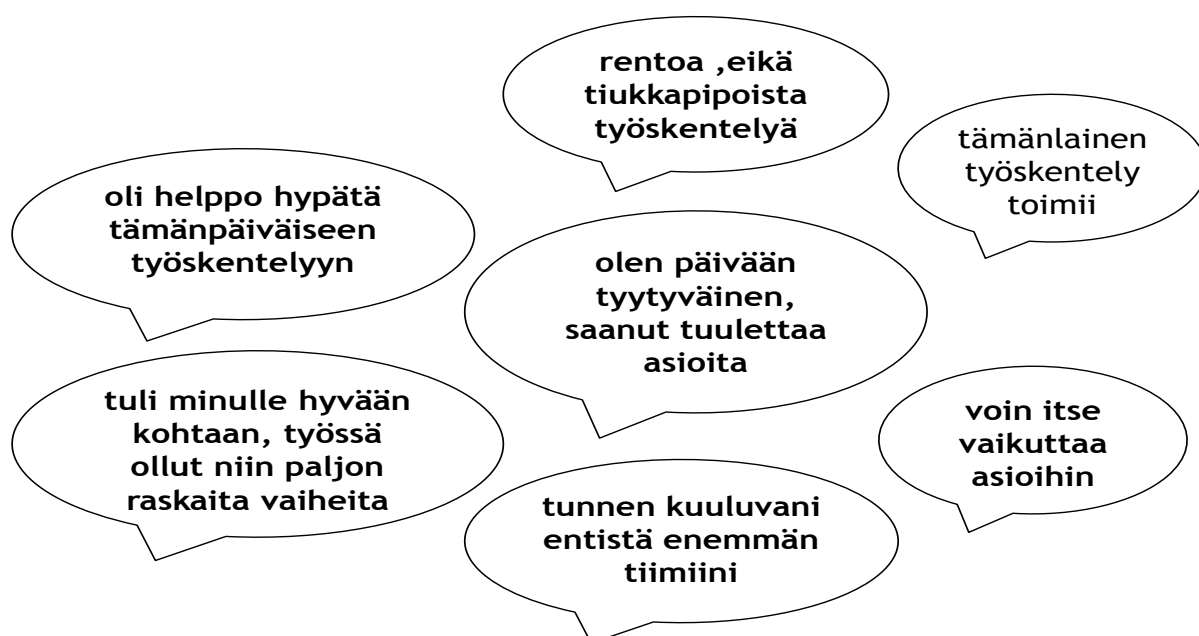 rentoa ,eikä
tiukkapipoista
työskentelyä
tämänlainen
työskentely
toimii
oli helppo hypätä
tämänpäiväiseen
työskentelyyn
olen päivään
tyytyväinen,
saanut tuulettaa
asioita
tuli minulle hyvään
kohtaan, työssä
ollut niin paljon
raskaita vaiheita
voin itse
vaikuttaa
asioihin
tunnen kuuluvani
entistä enemmän
tiimiini